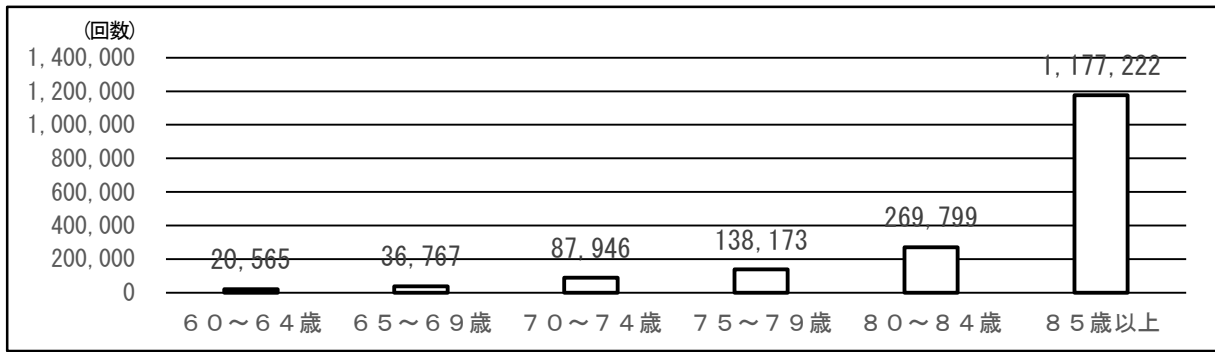 (回数)
1,400,000
1,200,000
1,000,000
800,000
600,000
400,000
200,000
0
20,565
36,767
87,946
138,173
269,799
1,177,222
６０～６４歳
６５～６９歳
７０～７４歳
７５～７９歳
８０～８４歳
８５歳以上